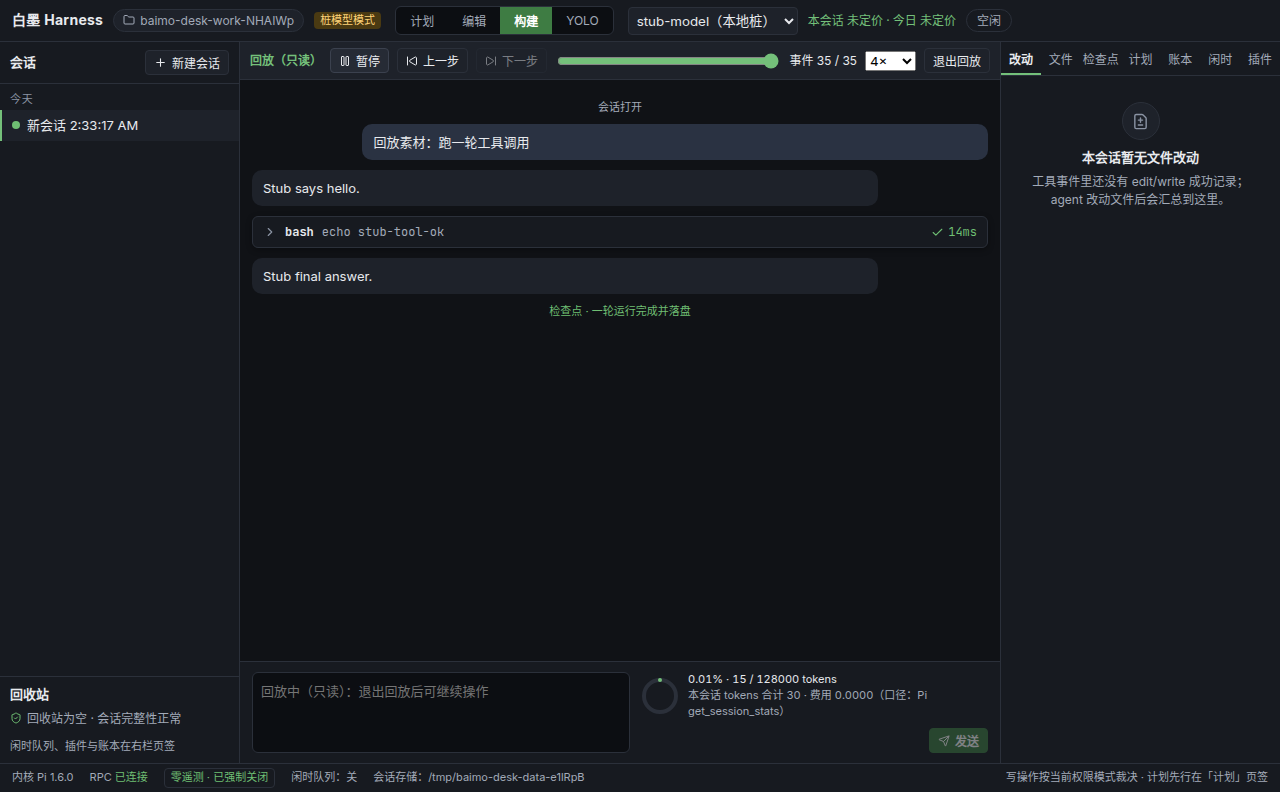 白墨 Harness
baimo-desk-work-NHAIWp
桩模型模式
计划
编辑
构建
YOLO
stub-model（本地桩）
本会话 未定价 · 今日 未定价
空闲
会话
新建会话
今天
新会话 2:33:17 AM
回放（只读）
暂停
上一步
下一步
事件 35 / 35
4×
退出回放
会话打开
回放素材：跑一轮工具调用
Stub says hello.
bash echo stub-tool-ok
14ms
Stub final answer.
检查点 · 一轮运行完成并落盘
改动
文件
检查点
计划
账本
闲时
插件
本会话暂无文件改动
工具事件里还没有 edit/write 成功记录；
agent 改动文件后会汇总到这里。
回收站
回收站为空 · 会话完整性正常
闲时队列、插件与账本在右栏页签
回放中（只读）：退出回放后可继续操作
0.01% · 15 / 128000 tokens
本会话 tokens 合计 30 · 费用 0.0000（口径：Pi
get_session_stats）
发送
内核 Pi 1.6.0
RPC 已连接
零遥测 · 已强制关闭
闲时队列：关
会话存储：/tmp/baimo-desk-data-e1lRpB
写操作按当前权限模式裁决 · 计划先行在「计划」页签